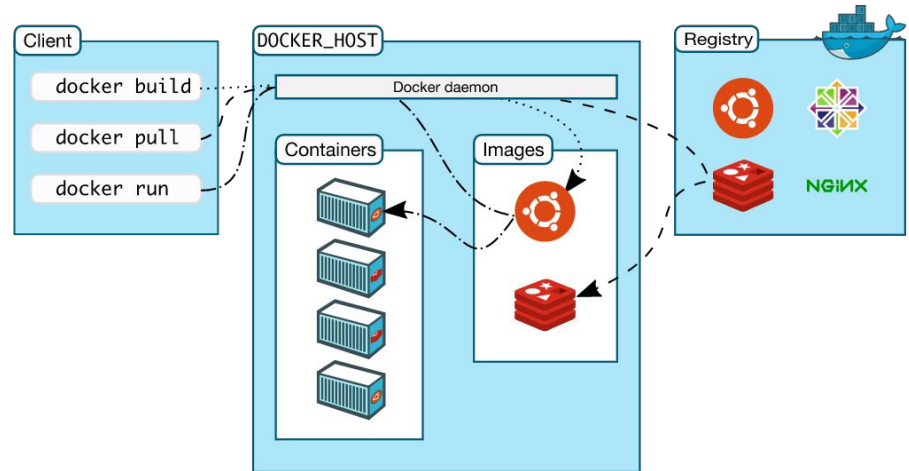 Client
docker build
docker pull
docker run
DOCKER_HOST
Docker daemon
Containers
Images
Registry
NGINX